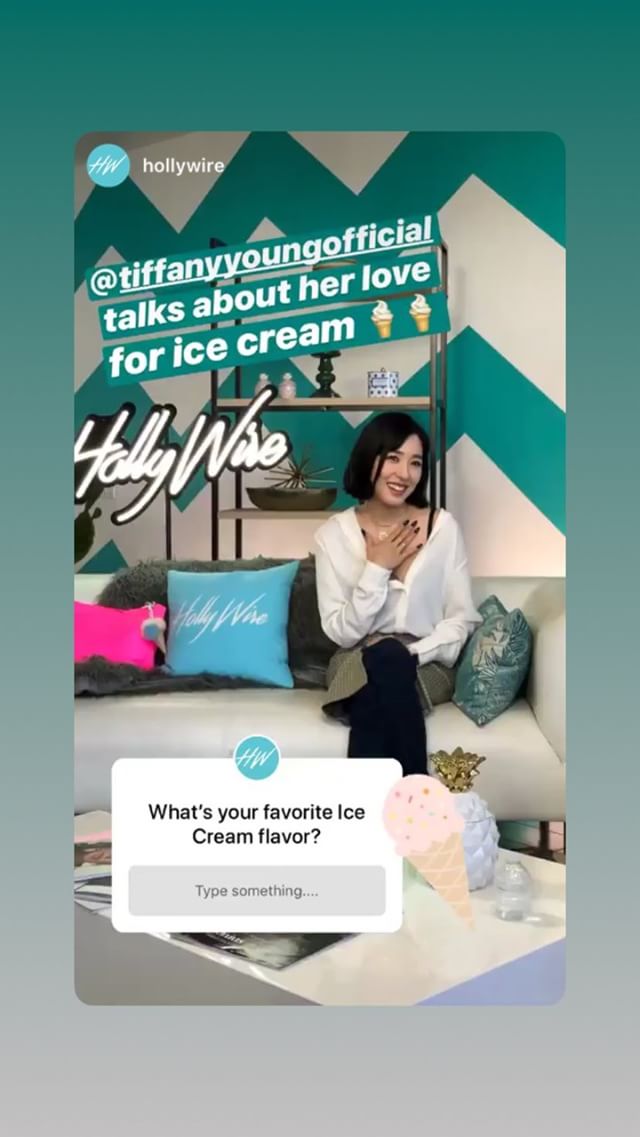 HW hollywire
@tiffanyyoungofficial
talks about her love
for ice cream 🍦🍦
HollyWire
HollyWire
HW
What's your favorite Ice
Cream flavor?
Type something....